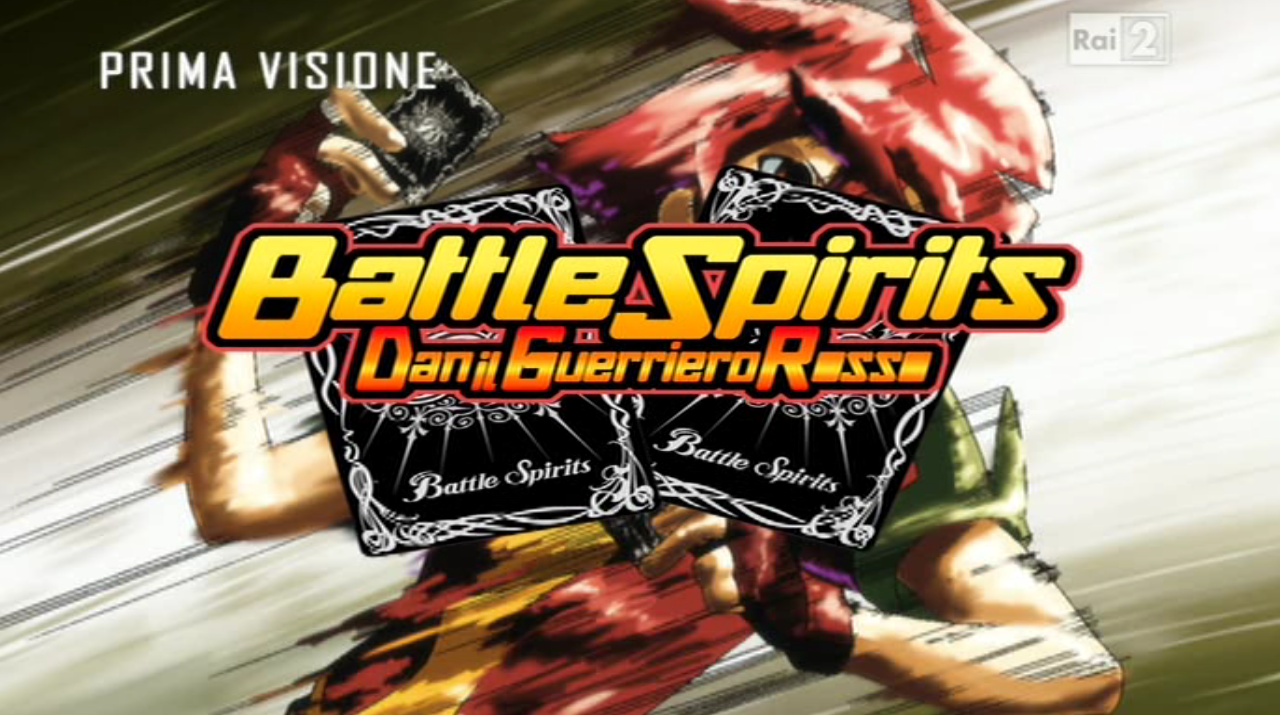 PRIMA VISIONE
Rai 2
Battle Spirits
Dan il Guerriero Rosso
Battle Spirits
Battle Spirits